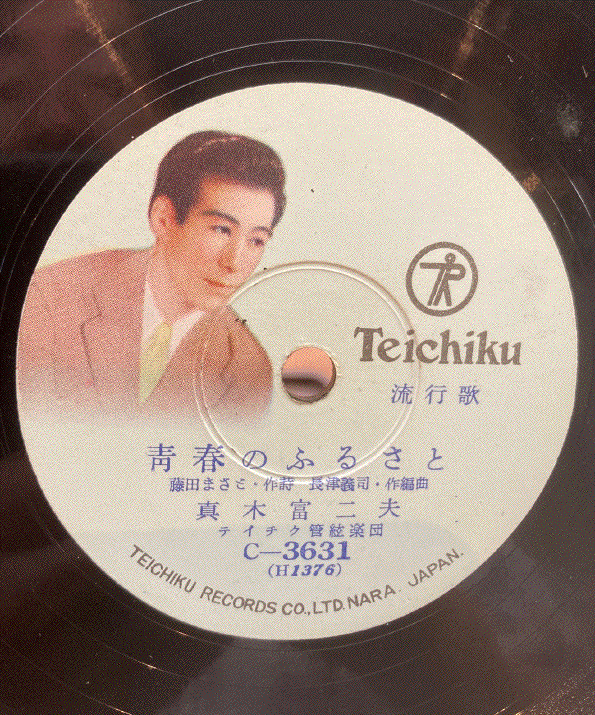 Teichiku
流行歌
青春のふるさと
藤田まさと・作詩 長津義司・作編曲
真木富二夫
テイチク管絃楽団
C—3631
(H1376)
TEICHIKU RECORDS CO., LTD. NARA. JAPAN.